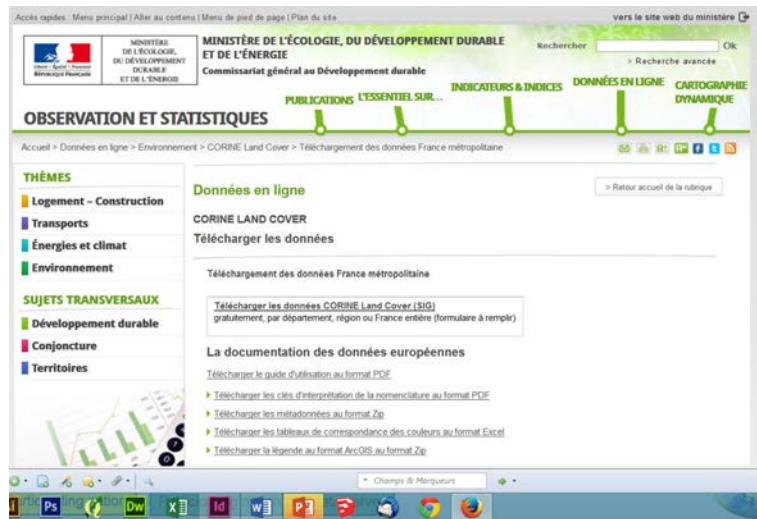 Accès rapides : Menu principal | Aller au contenu | Menu de pied de page | Plan du site
vers le site web du ministère
MINISTÈRE
DE L'ÉCOLOGIE,
DU DÉVELOPPEMENT
DURABLE
ET DE L'ÉNERGIE
Liberté • Égalité • Fraternité
RÉPUBLIQUE FRANÇAISE
MINISTÈRE DE L'ÉCOLOGIE, DU DÉVELOPPEMENT DURABLE
ET DE L'ÉNERGIE
Commissariat général au Développement durable
Rechercher
Ok
> Recherche avancée
PUBLICATIONS
L'ESSENTIEL SUR...
INDICATEURS & INDICES
DONNÉES EN LIGNE
CARTOGRAPHIE
DYNAMIQUE
OBSERVATION ET STATISTIQUES
Accueil > Données en ligne > Environnement > CORINE Land Cover > Téléchargement des données France métropolitaine
THÈMES
Logement – Construction
Transports
Énergies et climat
Environnement
SUJETS TRANSVERSAUX
Développement durable
Conjoncture
Territoires
Données en ligne
> Retour accueil de la rubrique
CORINE LAND COVER
Télécharger les données
Téléchargement des données France métropolitaine
Télécharger les données CORINE Land Cover (SIG)
gratuitement, par département, région ou France entière (formulaire à remplir)
La documentation des données européennes
Télécharger le guide d'utilisation au format PDF
Télécharger les clés d'interprétation de la nomenclature au format PDF
Télécharger les métadonnées au format Zip
Télécharger les tableaux de correspondance des couleurs au format Excel
Télécharger la légende au format ArcGIS au format Zip
Champs & Marqueurs
Ps
Dw
X
Id
W
P